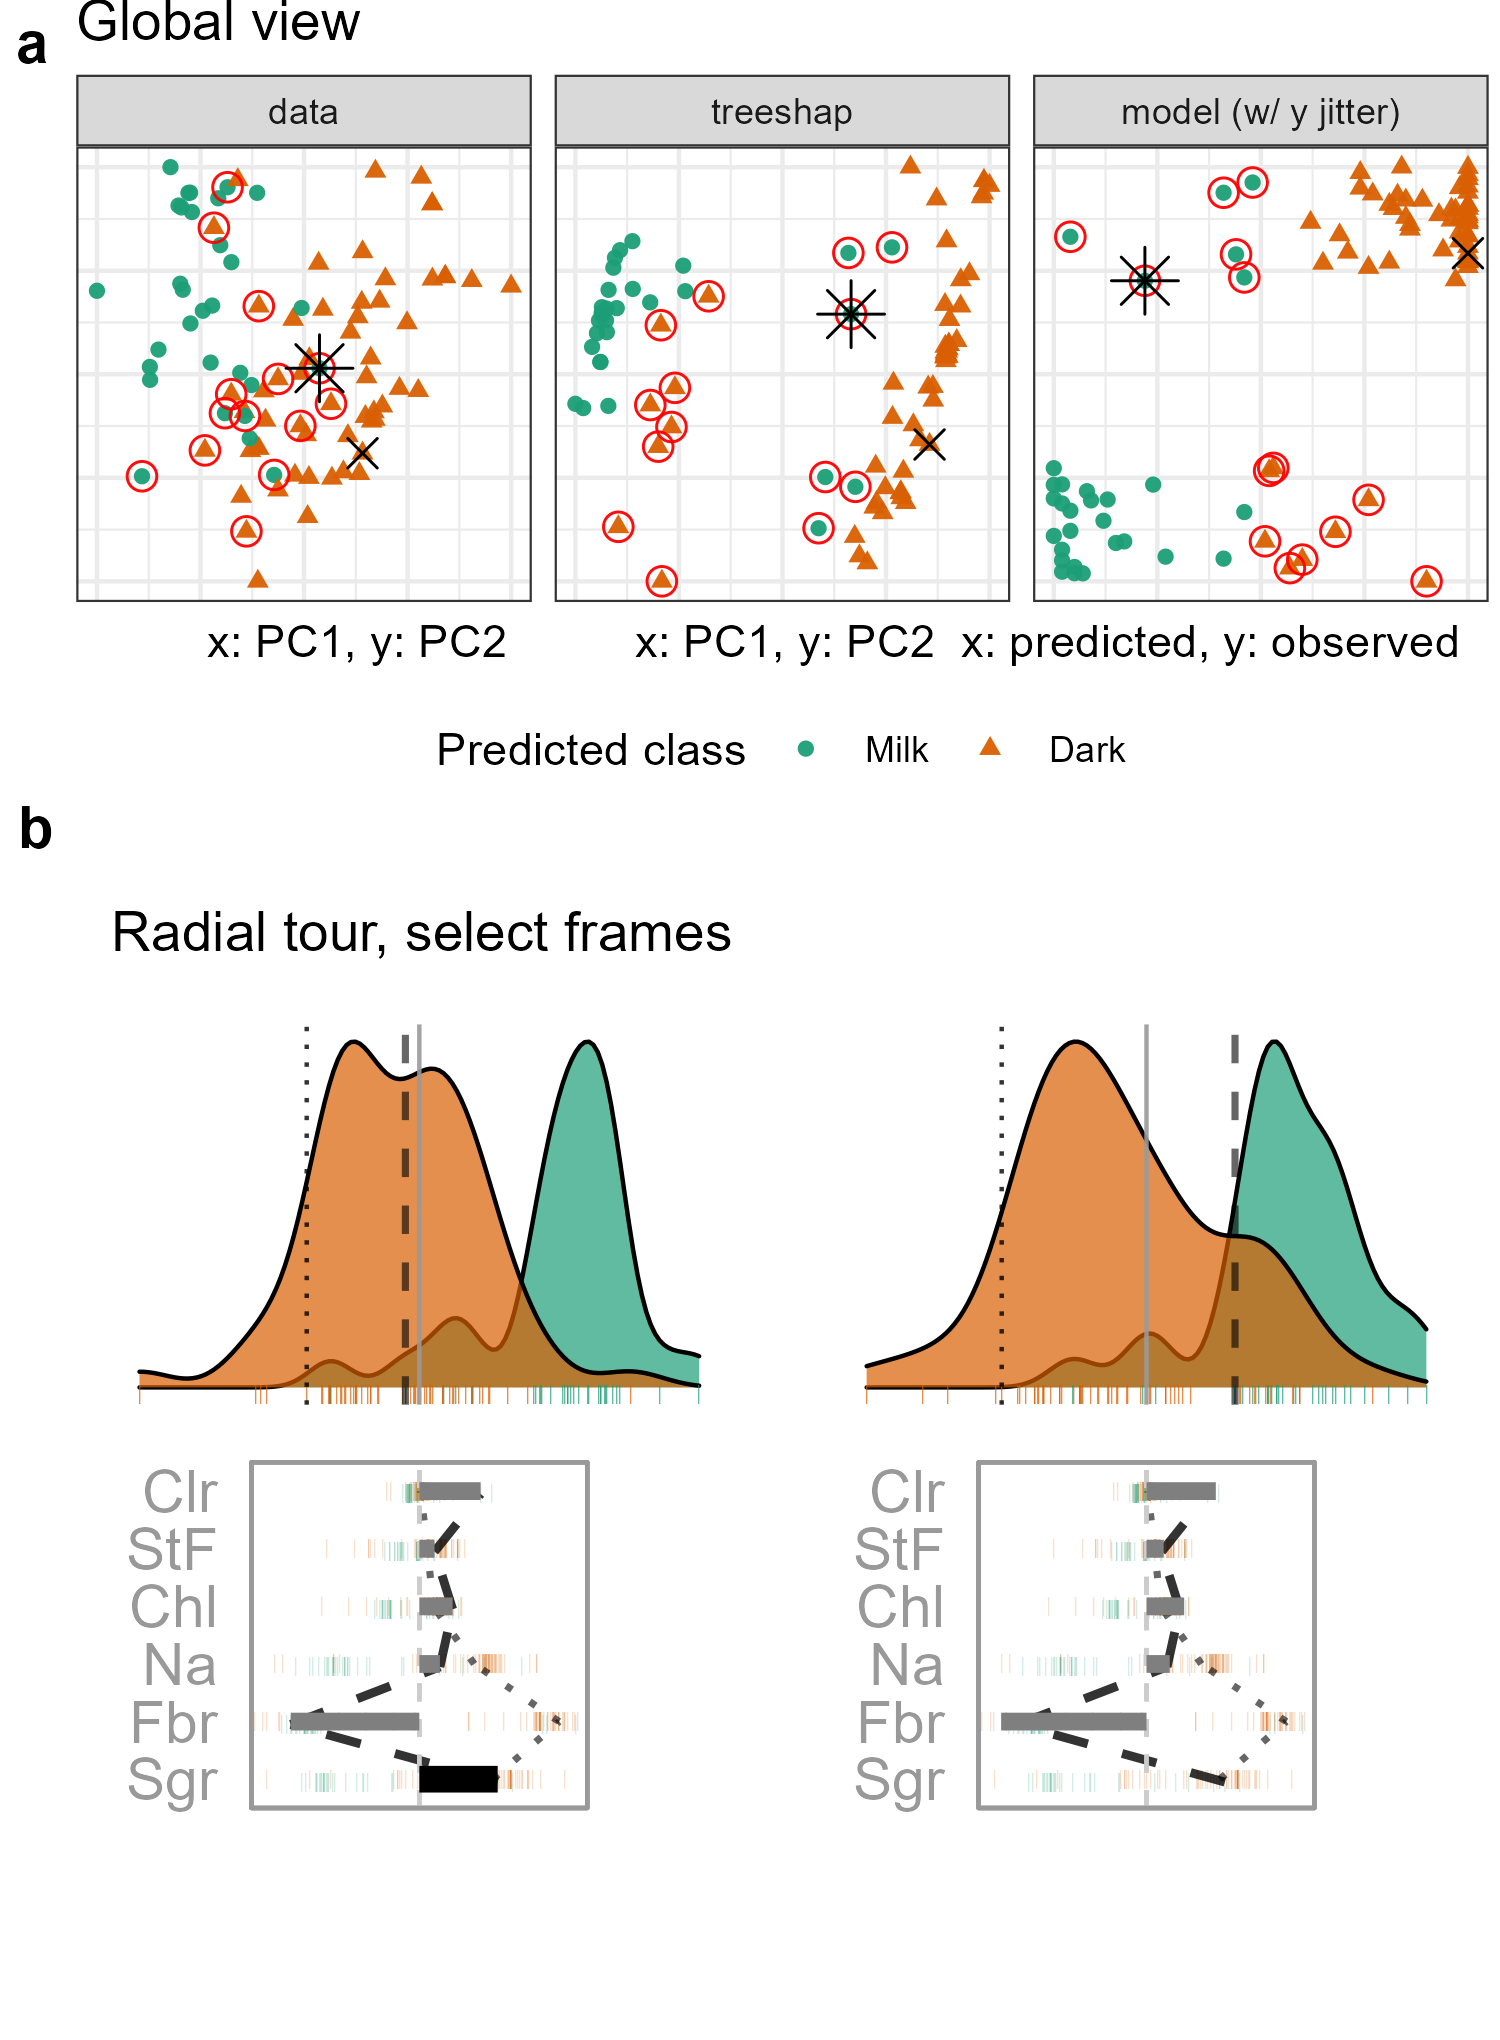 a
Global view
data
treeshap
model (w/ y jitter)
x: PC1, y: PC2
x: PC1, y: PC2
x: predicted, y: observed
Predicted class
Milk
Dark
b
Radial tour, select frames
Clr
StF
Chl
Na
Fbr
Sgr
Clr
StF
Chl
Na
Fbr
Sgr